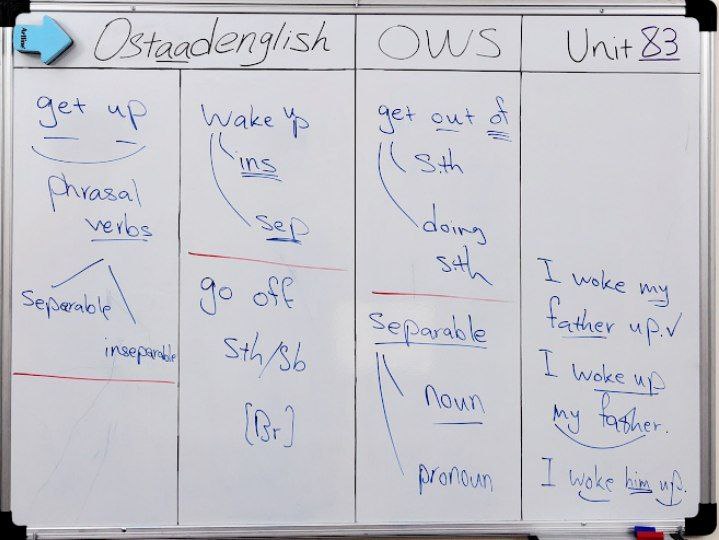 Artline
Ostaadenglish
OWS
Unit 83
get up
phrasal
verbs
Seperable
inseparable
Wake up
ins
sep
go off
Sth/Sb
[Br]
get out of
S.th
doing
s.th
Separable
noun
pronoun
I woke my
father up.✓
I woke up
my father.
I woke him up.